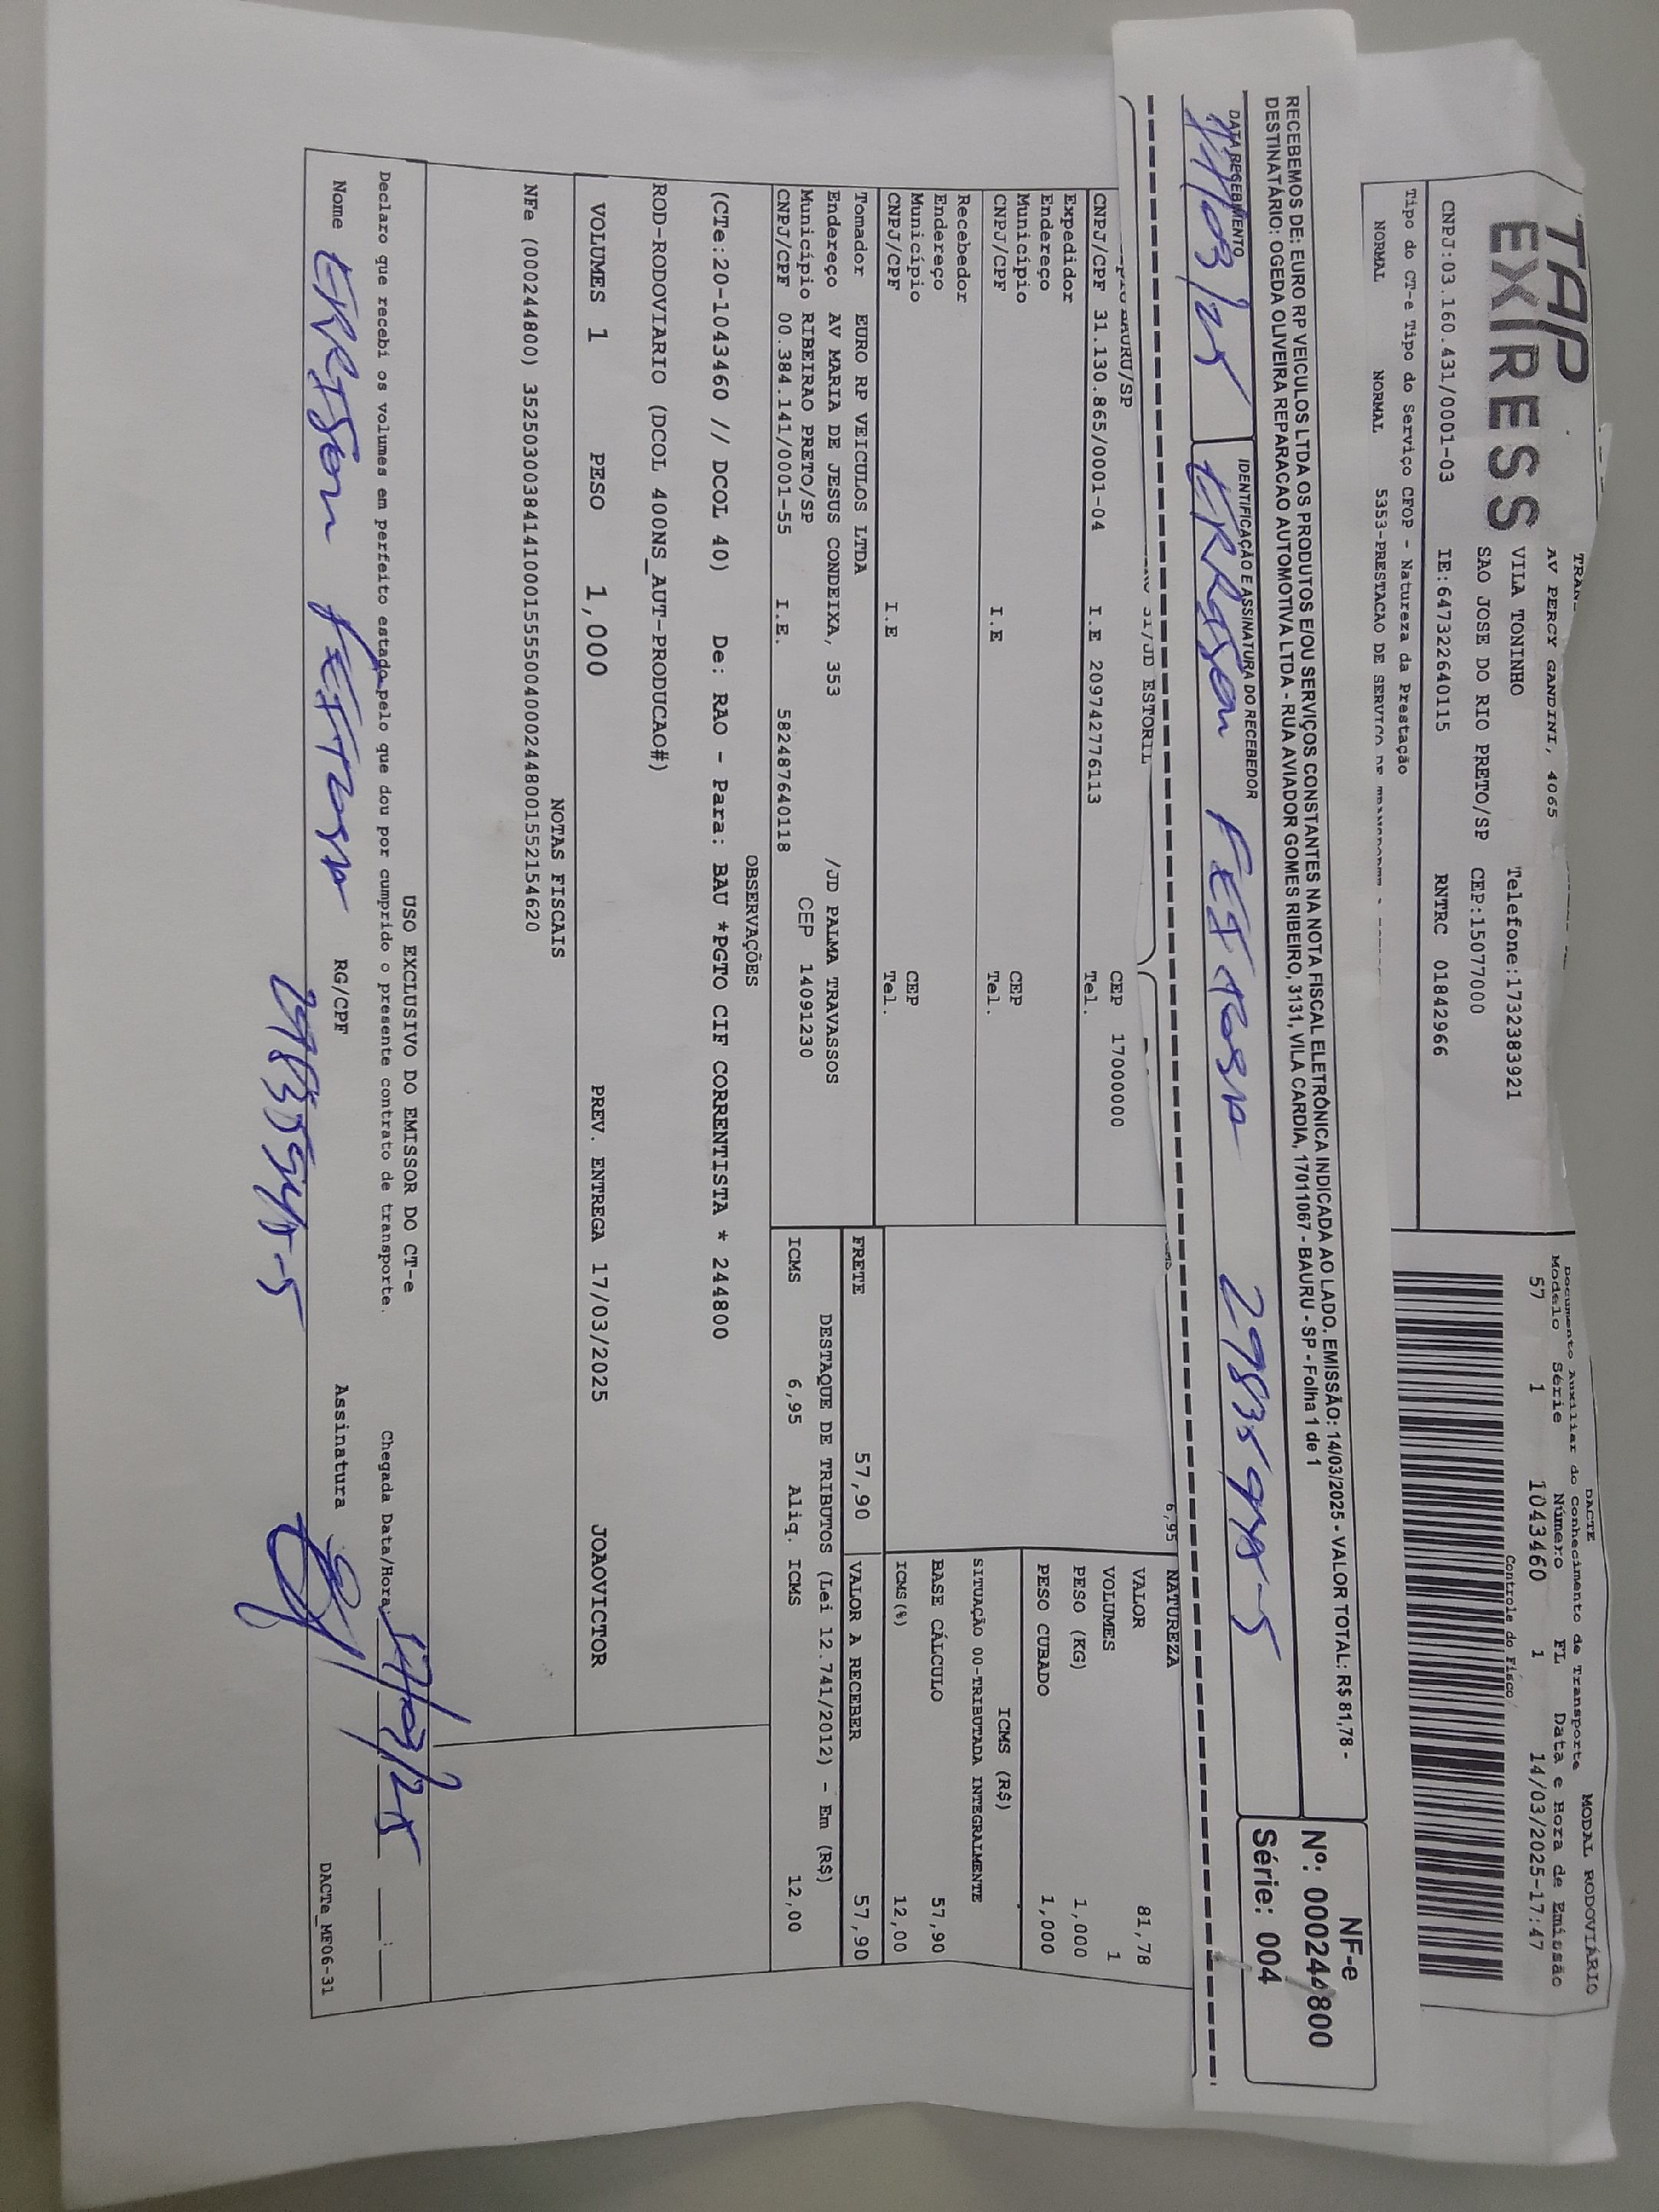 TAP
EXPRESS
AV PERCY GANDINI, 4065
VILA TONINHO Telefone:1732383921
SAO JOSE DO RIO PRETO/SP CEP:15077000
CNPJ:03.160.431/0001-03 IE:647322640115 RNTRC 01842966
Tipo do CT-e Tipo do Serviço CFOP - Natureza da Prestação
NORMAL NORMAL 5353-PRESTACAO DE SERVICO DE
DACTE MODAL RODOVIÁRIO
Documento Auxiliar do Conhecimento de Transporte
Modelo Série Número FL Data e Hora de Emissão
57 1 1043460 1 14/03/2025-17:47
Controle do Fisco
RECEBEMOS DE: EURO RP VEICULOS LTDA OS PRODUTOS E/OU SERVIÇOS CONSTANTES NA NOTA FISCAL ELETRÔNICA INDICADA AO LADO. EMISSÃO: 14/03/2025 - VALOR TOTAL: R$ 81,78 -
DESTINATÁRIO: OGEDA OLIVEIRA REPARACAO AUTOMOTIVA LTDA - RUA AVIADOR GOMES RIBEIRO, 3131, VILA CARDIA, 17011067 - BAURU - SP - Folha 1 de 1
NF-e
Nº: 000244800
Série: 004
DATA RECEBIMENTO IDENTIFICAÇÃO E ASSINATURA DO RECEBEDOR
/03/25
31/JD ESTORIL
BAURU/SP
CNPJ/CPF 31.130.865/0001-04 I.E 209742776113 CEP 17000000
Tel.
Expedidor
Endereço
Município CEP
CNPJ/CPF I.E Tel.
Recebedor
Endereço
Município CEP
CNPJ/CPF I.E Tel.
6,95
NATUREZA
VALOR 81,78
VOLUMES 1
PESO (KG) 1,000
PESO CUBADO 1,000
ICMS (R$)
SITUAÇÃO 00-TRIBUTADA INTEGRALMENTE
BASE CÁLCULO 57,90
ICMS(%) 12,00
Tomador EURO RP VEICULOS LTDA
Endereço AV MARIA DE JESUS CONDEIXA, 353 /JD PALMA TRAVASSOS
Município RIBEIRAO PRETO/SP CEP 14091230
CNPJ/CPF 00.384.141/0001-55 I.E. 582487640118
FRETE 57,90 VALOR A RECEBER 57,90
DESTAQUE DE TRIBUTOS (Lei 12.741/2012) - Em (R$)
ICMS 6,95 Aliq. ICMS 12,00
OBSERVAÇÕES
(CTe:20-1043460 // DCOL 40) De: RAO - Para: BAU *PGTO CIF CORRENTISTA * 244800
ROD-RODOVIARIO (DCOL 400NS_AUT-PRODUCAO#)
VOLUMES 1 PESO 1,000 PREV. ENTREGA 17/03/2025 JOAOVICTOR
NOTAS FISCAIS
NFe (000244800) 35250300384141000155550040002448001552154620
USO EXCLUSIVO DO EMISSOR DO CT-e
Declaro que recebi os volumes em perfeito estado pelo que dou por cumprido o presente contrato de transporte. Chegada Data/Hora 17/03/25 __:__
Nome RG/CPF Assinatura
DACTe_MF06-31